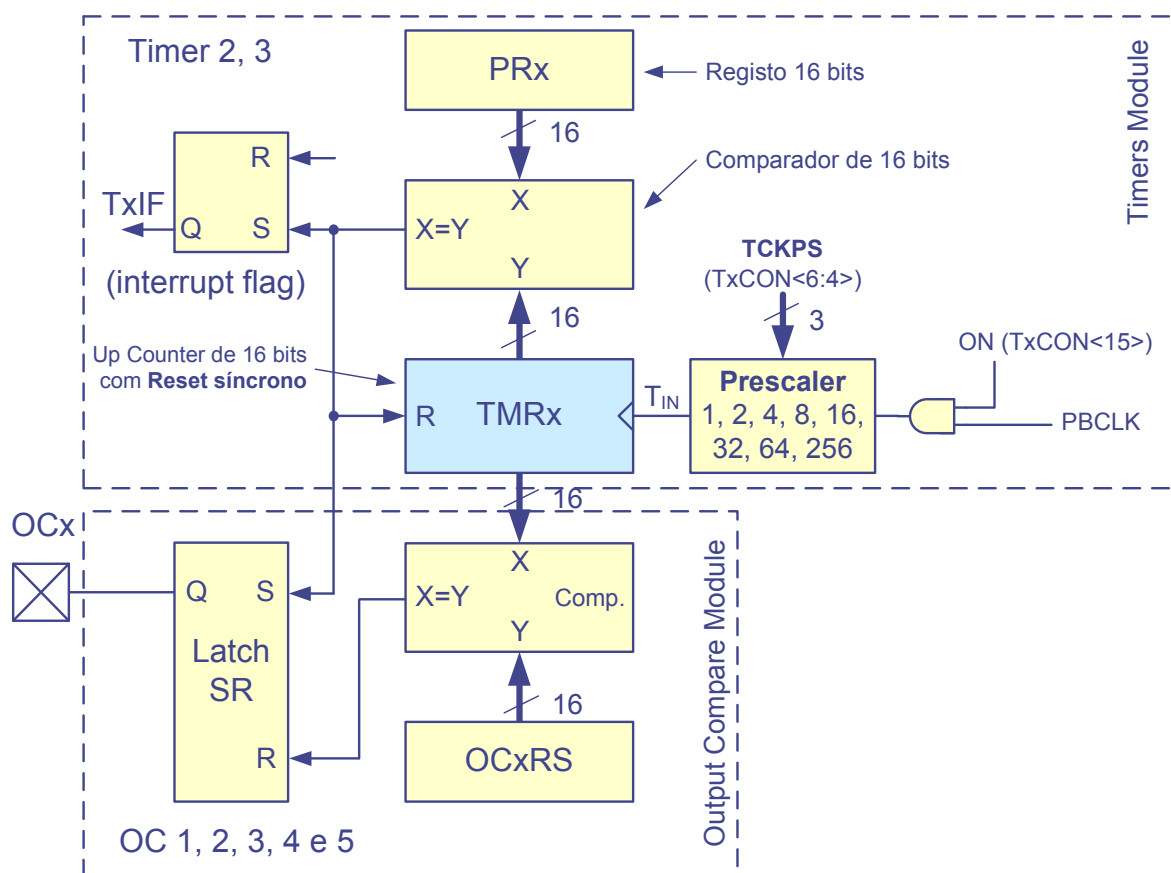 Timer 2, 3
PRx
Registo 16 bits
16
Timers Module
R
Comparador de 16 bits
X
TxIF
Q
S
X=Y
Y
TCKPS
(TxCON<6:4>)
(interrupt flag)
16
3
Up Counter de 16 bits
com Reset síncrono
ON (TxCON<15>)
R
TMRx
TIN
Prescaler
1, 2, 4, 8, 16,
32, 64, 256
PBCLK
16
OCx
Q
S
X
X=Y
Comp.
Y
Latch
SR
16
R
OCxRS
Output Compare Module
OC 1, 2, 3, 4 e 5